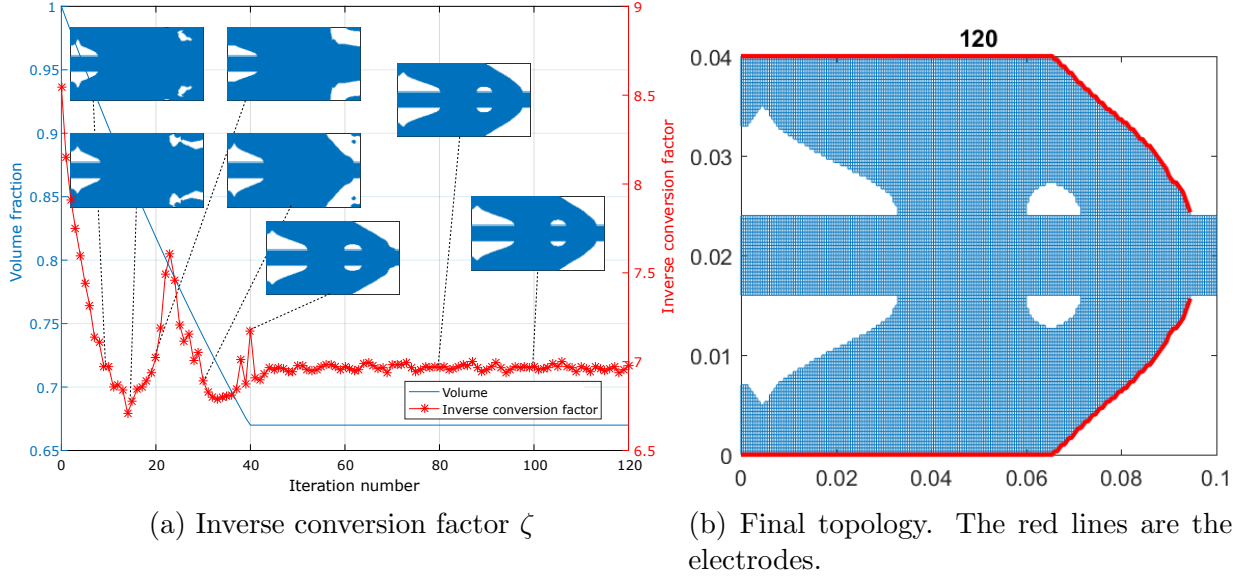 1
0.95
0.9
0.85
0.8
0.75
0.7
0.65
Volume fraction
9
8.5
8
7.5
7
6.5
Inverse conversion factor
0 20 40 60 80 100 120
Iteration number
Volume
Inverse conversion factor
(a) Inverse conversion factor ζ
120
0.04
0.03
0.02
0.01
0
0 0.02 0.04 0.06 0.08 0.1
(b) Final topology. The red lines are the
electrodes.